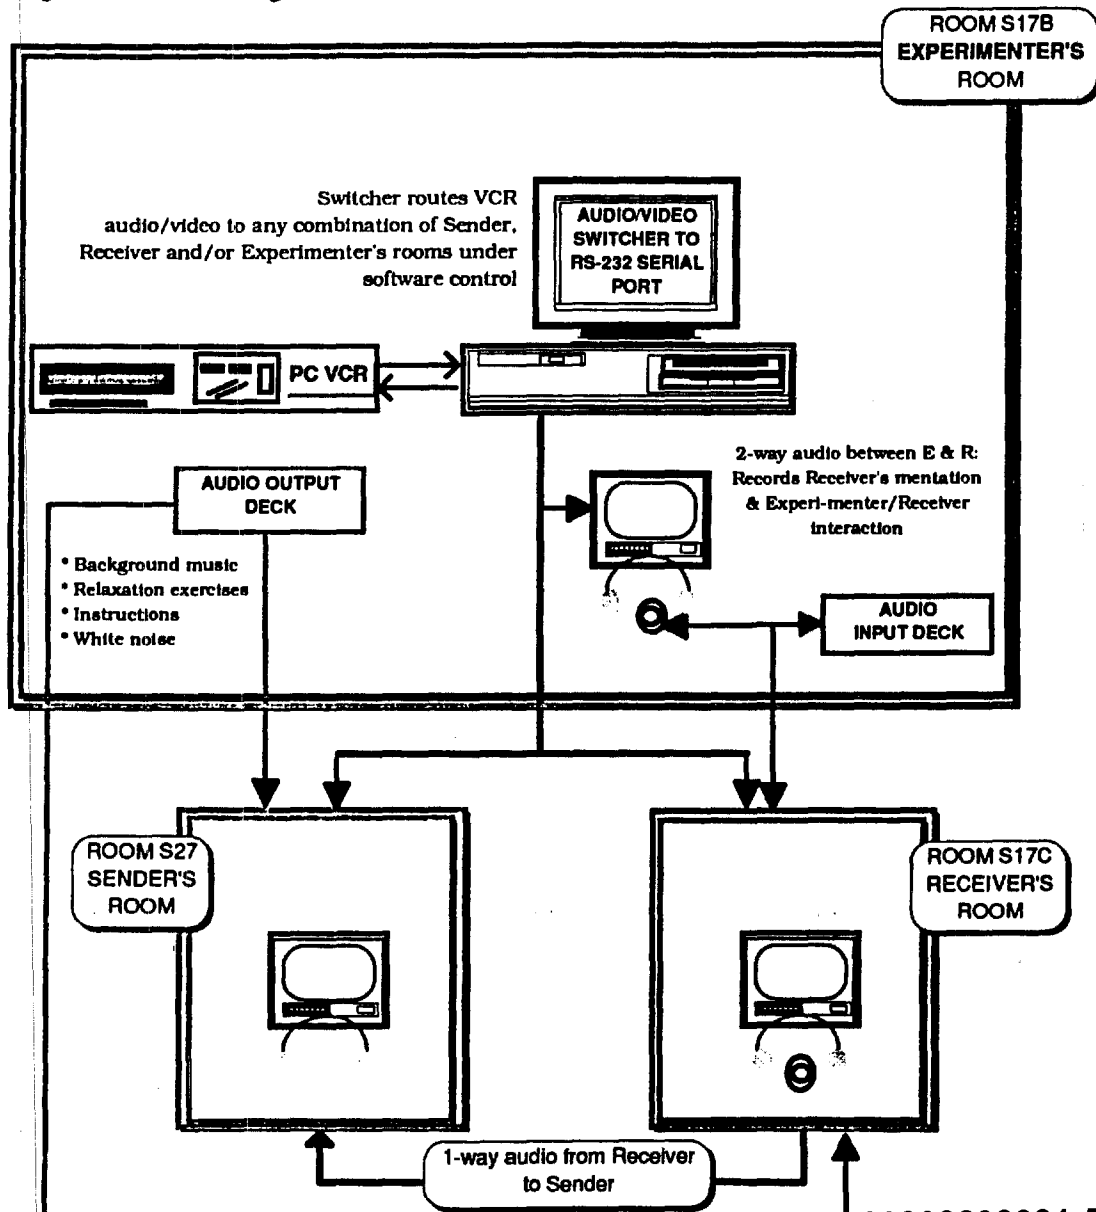 ROOM S17B
EXPERIMENTER'S
ROOM
Switcher routes VCR
audio/video to any combination of Sender,
Receiver and/or Experimenter's rooms under
software control
AUDIO/VIDEO
SWITCHER TO
RS-232 SERIAL
PORT
PC VCR
2-way audio between E & R:
Records Receiver's mentation
& Experi-menter/Receiver
interaction
AUDIO OUTPUT
DECK
* Background music
* Relaxation exercises
* Instructions
* White noise
AUDIO
INPUT DECK
ROOM S27
SENDER'S
ROOM
ROOM S17C
RECEIVER'S
ROOM
1-way audio from Receiver
to Sender